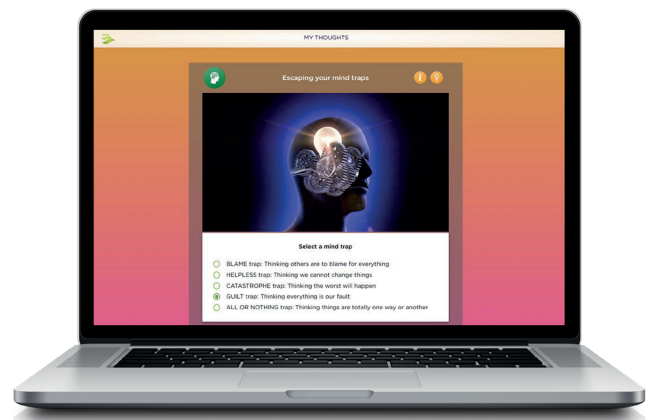 MY THOUGHTS
Escaping your mind traps
Select a mind trap
BLAME trap: Thinking others are to blame for everything
HELPLESS trap: Thinking we cannot change things
CATASTROPHE trap: Thinking the worst will happen
GUILT trap: Thinking everything is our fault
ALL OR NOTHING trap: Thinking things are totally one way or another